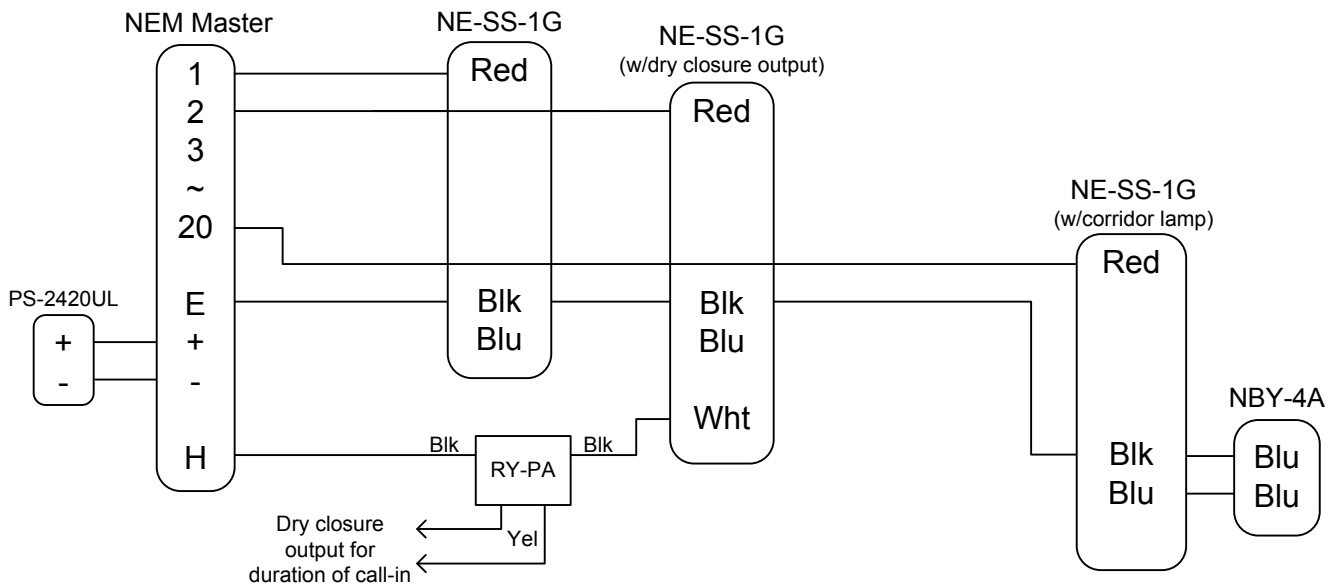 NEM Master
1
2
3
~
20
E
+
-
H
PS-2420UL
+
-
NE-SS-1G
Red
Blk
Blu
NE-SS-1G
(w/dry closure output)
Red
Blk
Blu
Wht
NE-SS-1G
(w/corridor lamp)
Red
Blk
Blu
NBY-4A
Blu
Blu
Blk
RY-PA
Blk
Yel
Dry closure
output for
duration of call-in